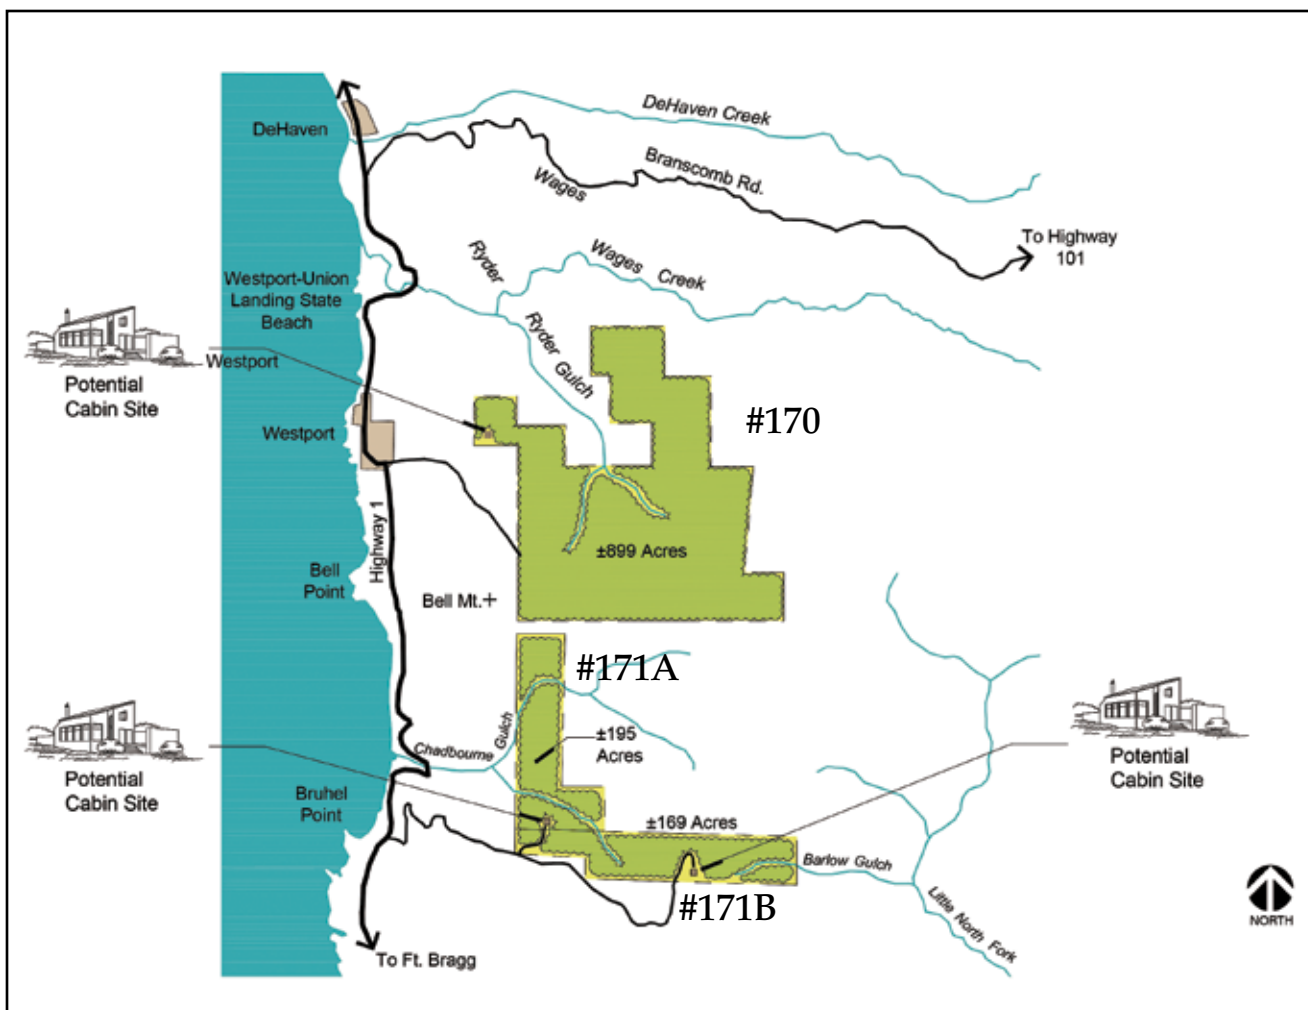 DeHaven
DeHaven Creek
Branscomb Rd.
Wages
To Highway
101
Ryder
Wages Creek
Westport-Union
Landing State
Beach
Ryder Gulch
Westport
Potential
Cabin Site
#170
Westport
Highway 1
±899 Acres
Bell
Point
Bell Mt.+
#171A
Chadbourne Gulch
±195
Acres
Potential
Cabin Site
Potential
Cabin Site
Bruhel
Point
±169 Acres
Barlow Gulch
#171B
Little North Fork
NORTH
To Ft. Bragg